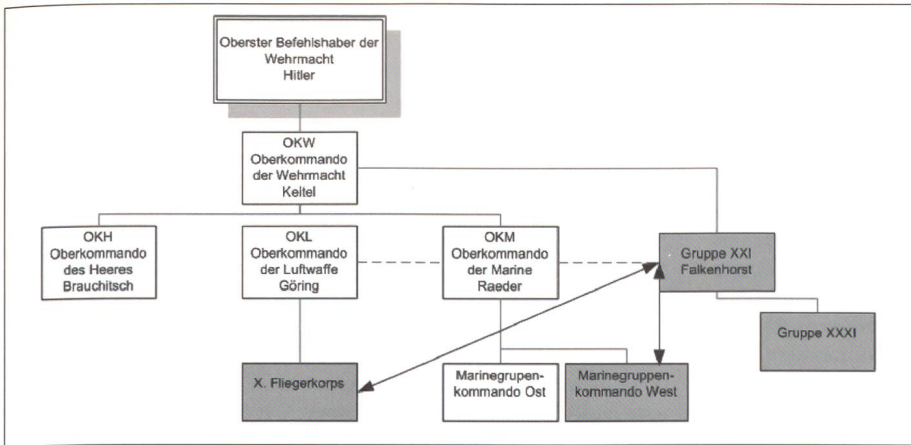 Oberster Befehlshaber der
Wehrmacht
Hitler
OKW
Oberkommando
der Wehrmacht
Keitel
OKH
Oberkommando
des Heeres
Brauchitsch
OKL
Oberkommando
der Luftwaffe
Göring
OKM
Oberkommando
der Marine
Raeder
Gruppe XXI
Falkenhorst
Gruppe XXXI
X. Fliegerkorps
Marinegrupen-
kommando Ost
Marinegruppen-
kommando West